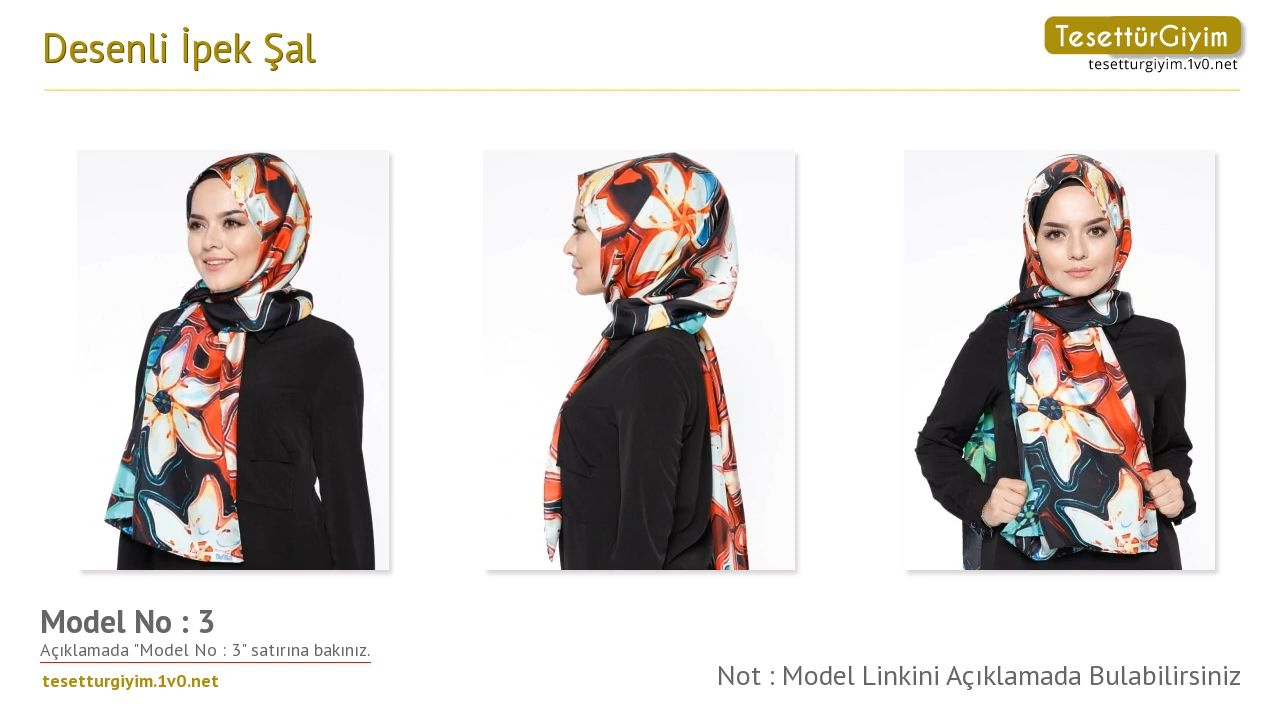 Desenli İpek Şal
TesettürGiyim
tesetturgiyim.1v0.net
Model No : 3
Açıklamada "Model No : 3" satırına bakınız.
tesetturgiyim.1v0.net
Not : Model Linkini Açıklamada Bulabilirsiniz